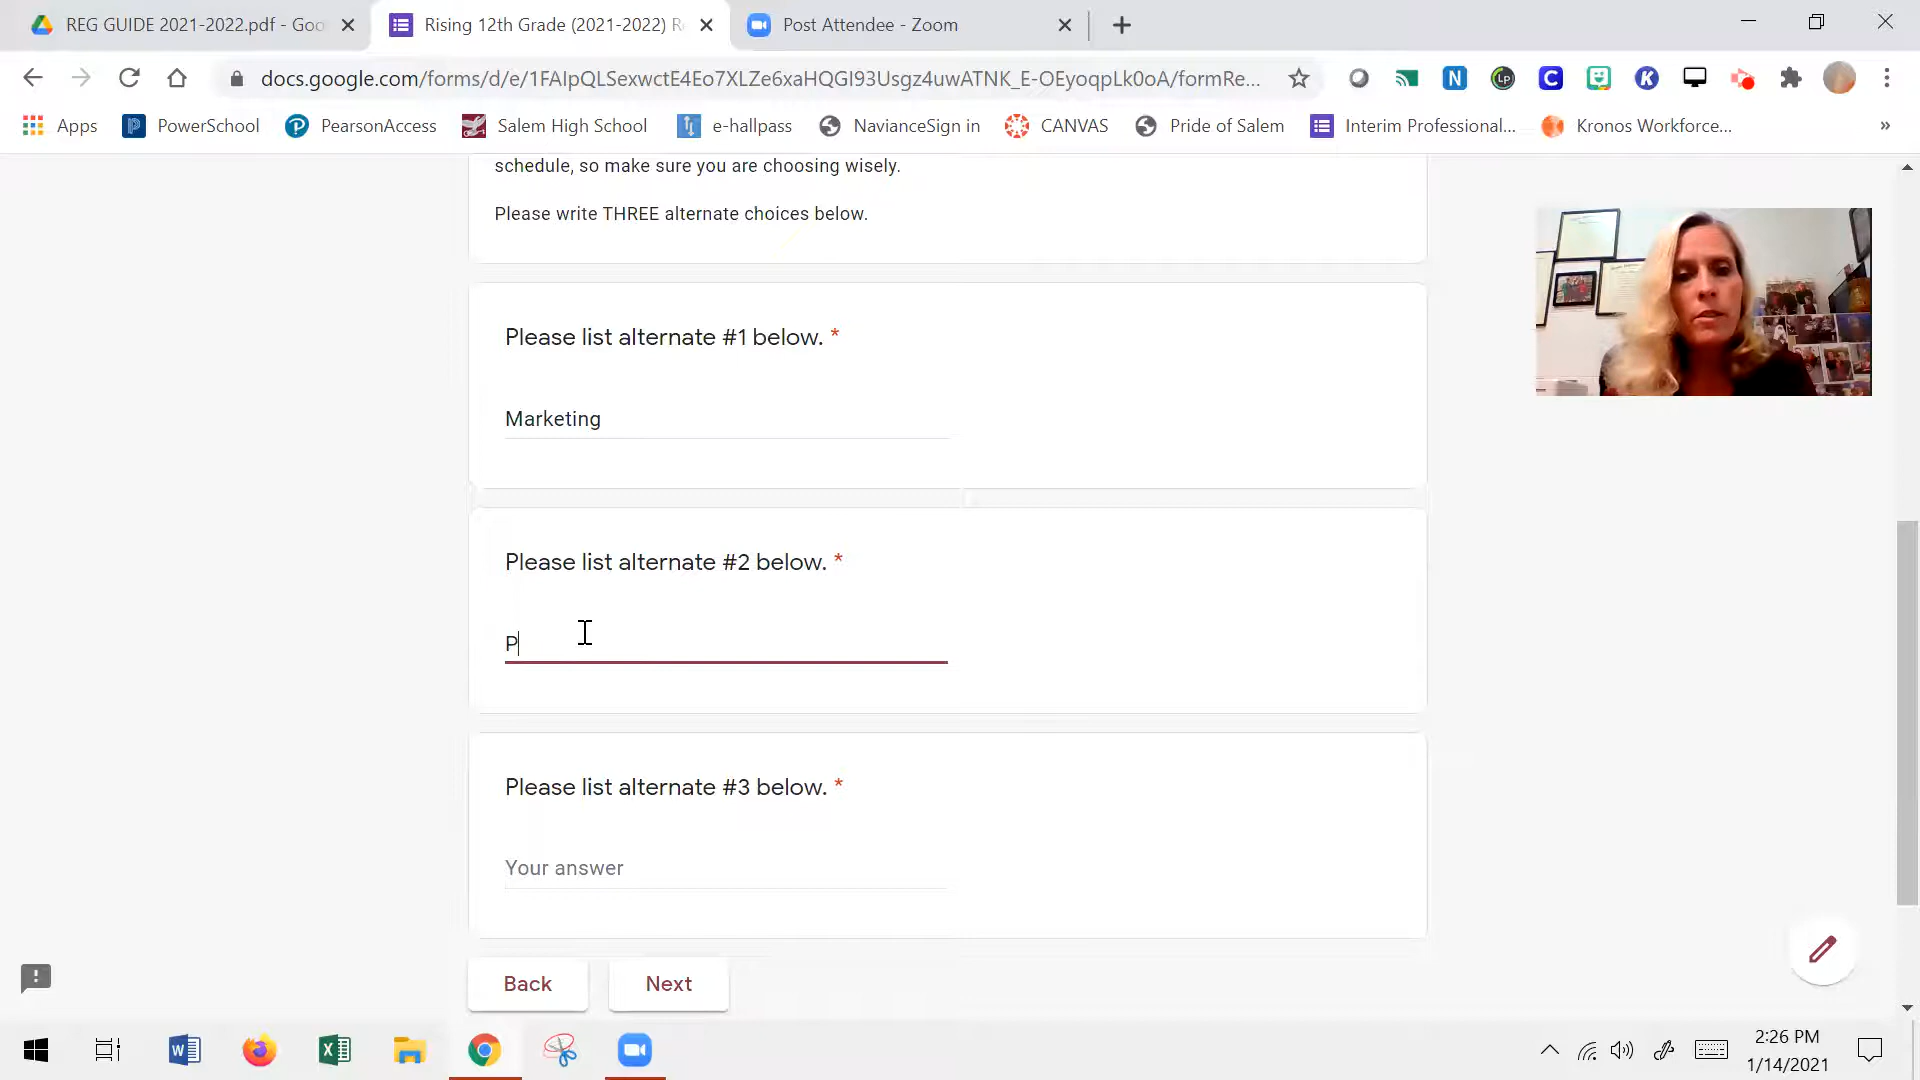 REG GUIDE 2021-2022.pdf - Goo
Rising 12th Grade (2021-2022) R
Post Attendee - Zoom
docs.google.com/forms/d/e/1FAIpQLSexwctE4Eo7XLZe6xaHQGI93Usgz4uwATNK_E-OEyoqpLk0oA/formRe...
Apps
PowerSchool
PearsonAccess
Salem High School
e-hallpass
NavianceSign in
CANVAS
Pride of Salem
Interim Professional...
Kronos Workforce...
schedule, so make sure you are choosing wisely.
Please write THREE alternate choices below.
Please list alternate #1 below. *
Marketing
Please list alternate #2 below. *
P
Please list alternate #3 below. *
Your answer
Back
Next
2:26 PM
1/14/2021